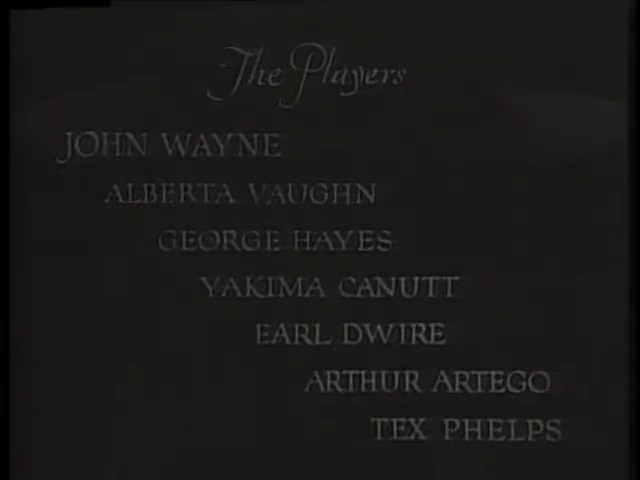 The Players
JOHN WAYNE
ALBERTA VAUGHN
GEORGE HAYES
YAKIMA CANUTT
EARL DWIRE
ARTHUR ARTEGO
TEX PHELPS